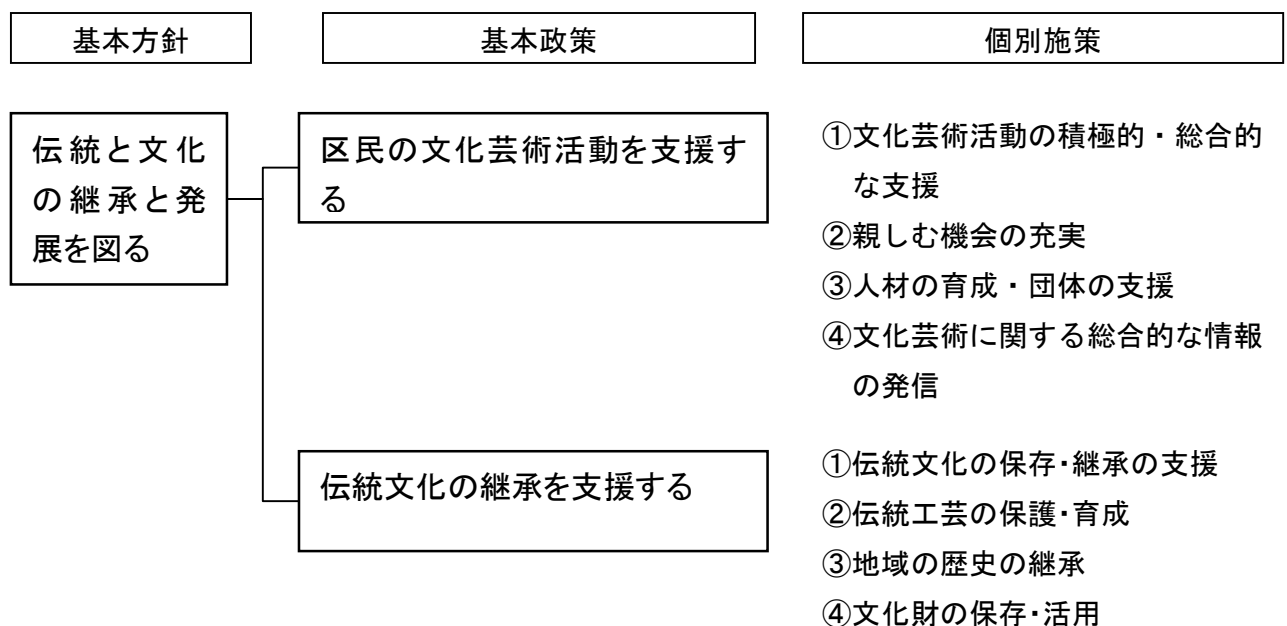 基本方針
基本政策
個別施策
伝統と文化
の継承と発
展を図る
区民の文化芸術活動を支援す
る
①文化芸術活動の積極的・総合的
な支援
②親しむ機会の充実
③人材の育成・団体の支援
④文化芸術に関する総合的な情報
の発信
伝統文化の継承を支援する
①伝統文化の保存・継承の支援
②伝統工芸の保護・育成
③地域の歴史の継承
④文化財の保存・活用